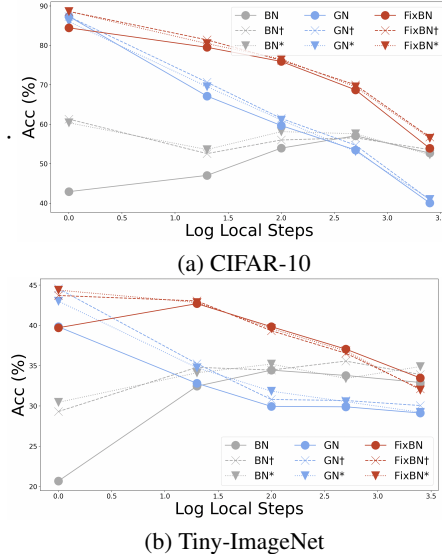 90
80
70
60
50
40
Acc (%)
BN GN FixBN
BN† GN† FixBN†
BN* GN* FixBN*
0.0 0.5 1.0 1.5 2.0 2.5 3.0 3.5
Log Local Steps
(a) CIFAR-10
45
40
35
30
25
20
Acc (%)
BN GN FixBN
BN† GN† FixBN†
BN* GN* FixBN*
0.0 0.5 1.0 1.5 2.0 2.5 3.0 3.5
Log Local Steps
(b) Tiny-ImageNet